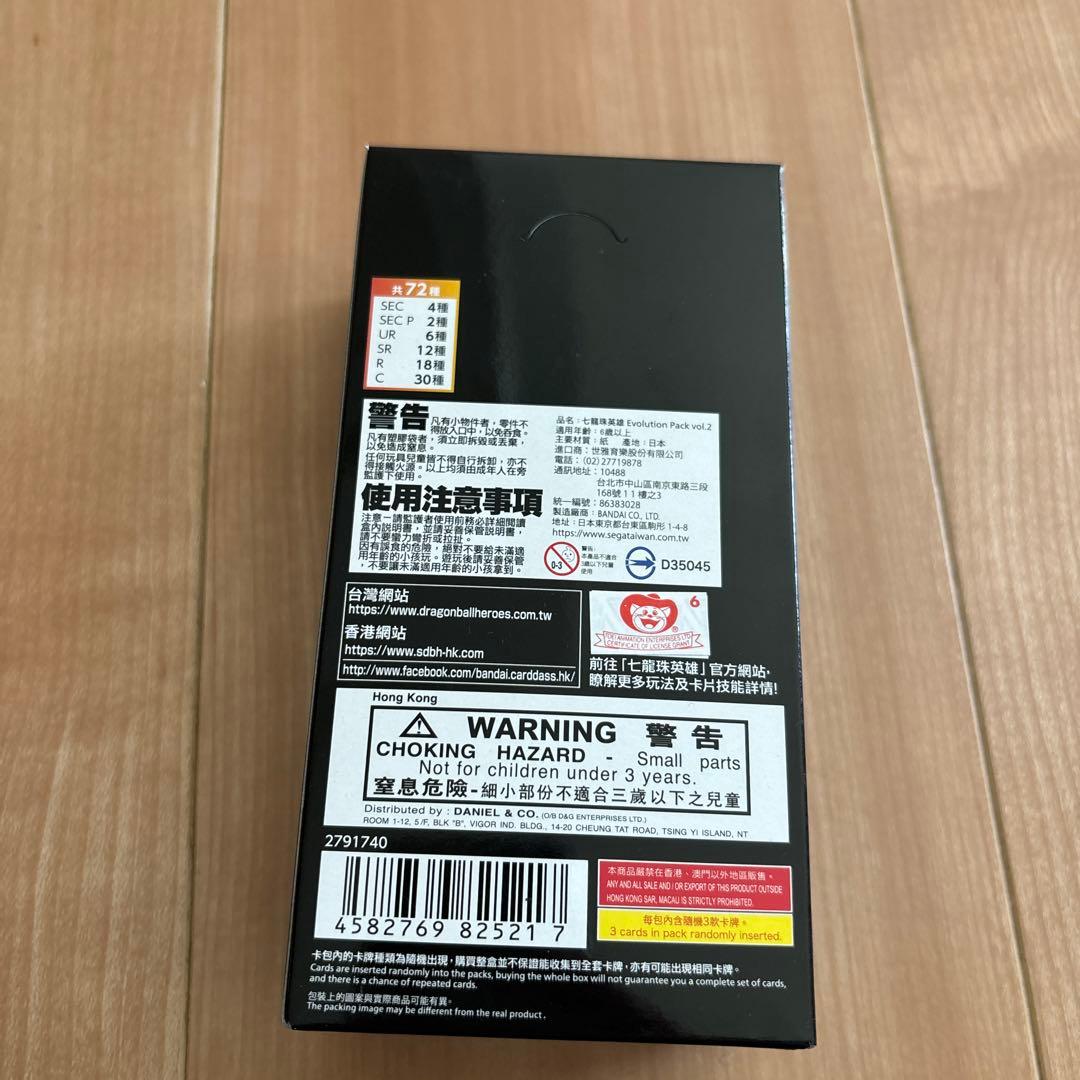 共72種
SEC 4種
SEC P 2種
UR 6種
SR 12種
R 18種
C 30種
警告 凡有小物件者，零件不
得放入口中，以免吞食。
凡有塑膠袋者，須立即拆毀或丟棄，
以免造成窒息。
任何玩具兒童皆不得自行拆卸，亦不
得接觸火源。以上均須由成年人在旁
監護下使用。
使用注意事項
注意－請監護者使用前務必詳細閱讀
盒內說明書，並請妥善保管說明書，
請不要蠻力彎折或拉扯。
因有誤食的危險，絕對不要給未滿適
用年齡的小孩玩。遊玩後請妥善保管
，不要讓未滿適用年齡的小孩拿到。
品名：七龍珠英雄 Evolution Pack vol.2
適用年齡：6歲以上
主要材質：紙 產地：日本
進口商：世雅育樂股份有限公司
電話：(02)27719878
通訊地址：10488
台北市中山區南京東路三段
168號11樓之3
統一編號：86383028
製造廠商：BANDAI CO., LTD.
地址：日本東京都台東區駒形 1-4-8
https://www.segataiwan.com.tw
0-3
警告:
本產品不適合
3歲以下兒童
使用
D35045
台灣網站
https://www.dragonballheroes.com.tw
香港網站
https://www.sdbh-hk.com
http://www.facebook.com/bandai.carddass.hk/
6
®
TOEI ANIMATION ENTERPRISES LTD
CERTIFICATE OF LICENSE GRANT
前往「七龍珠英雄」官方網站，
瞭解更多玩法及卡片技能詳情!
Hong Kong
WARNING 警告
CHOKING HAZARD - Small parts
Not for children under 3 years.
窒息危險-細小部份不適合三歲以下之兒童
Distributed by : DANIEL & CO. (O/B D&G ENTERPRISES LTD.)
ROOM 1-12, 5/F, BLK "B", VIGOR IND. BLDG., 14-20 CHEUNG TAT ROAD, TSING YI ISLAND, NT
2791740
4582769 825217
本商品嚴禁在香港、澳門以外地區販售。
ANY AND ALL SALE AND / OR EXPORT OF THIS PRODUCT OUTSIDE
HONG KONG SAR, MACAU IS STRICTLY PROHIBITED.
每包內含隨機3款卡牌。
3 cards in pack randomly inserted.
卡包內的卡牌種類為隨機出現，購買整盒並不保證能收集到全套卡牌，亦有可能出現相同卡牌。
Cards are inserted randomly into the packs, buying the whole box will not guarantee you a complete set of cards,
and there is a chance of repeated cards.
包裝上的圖案與實際商品可能有異。
The packing image may be different from the real product.